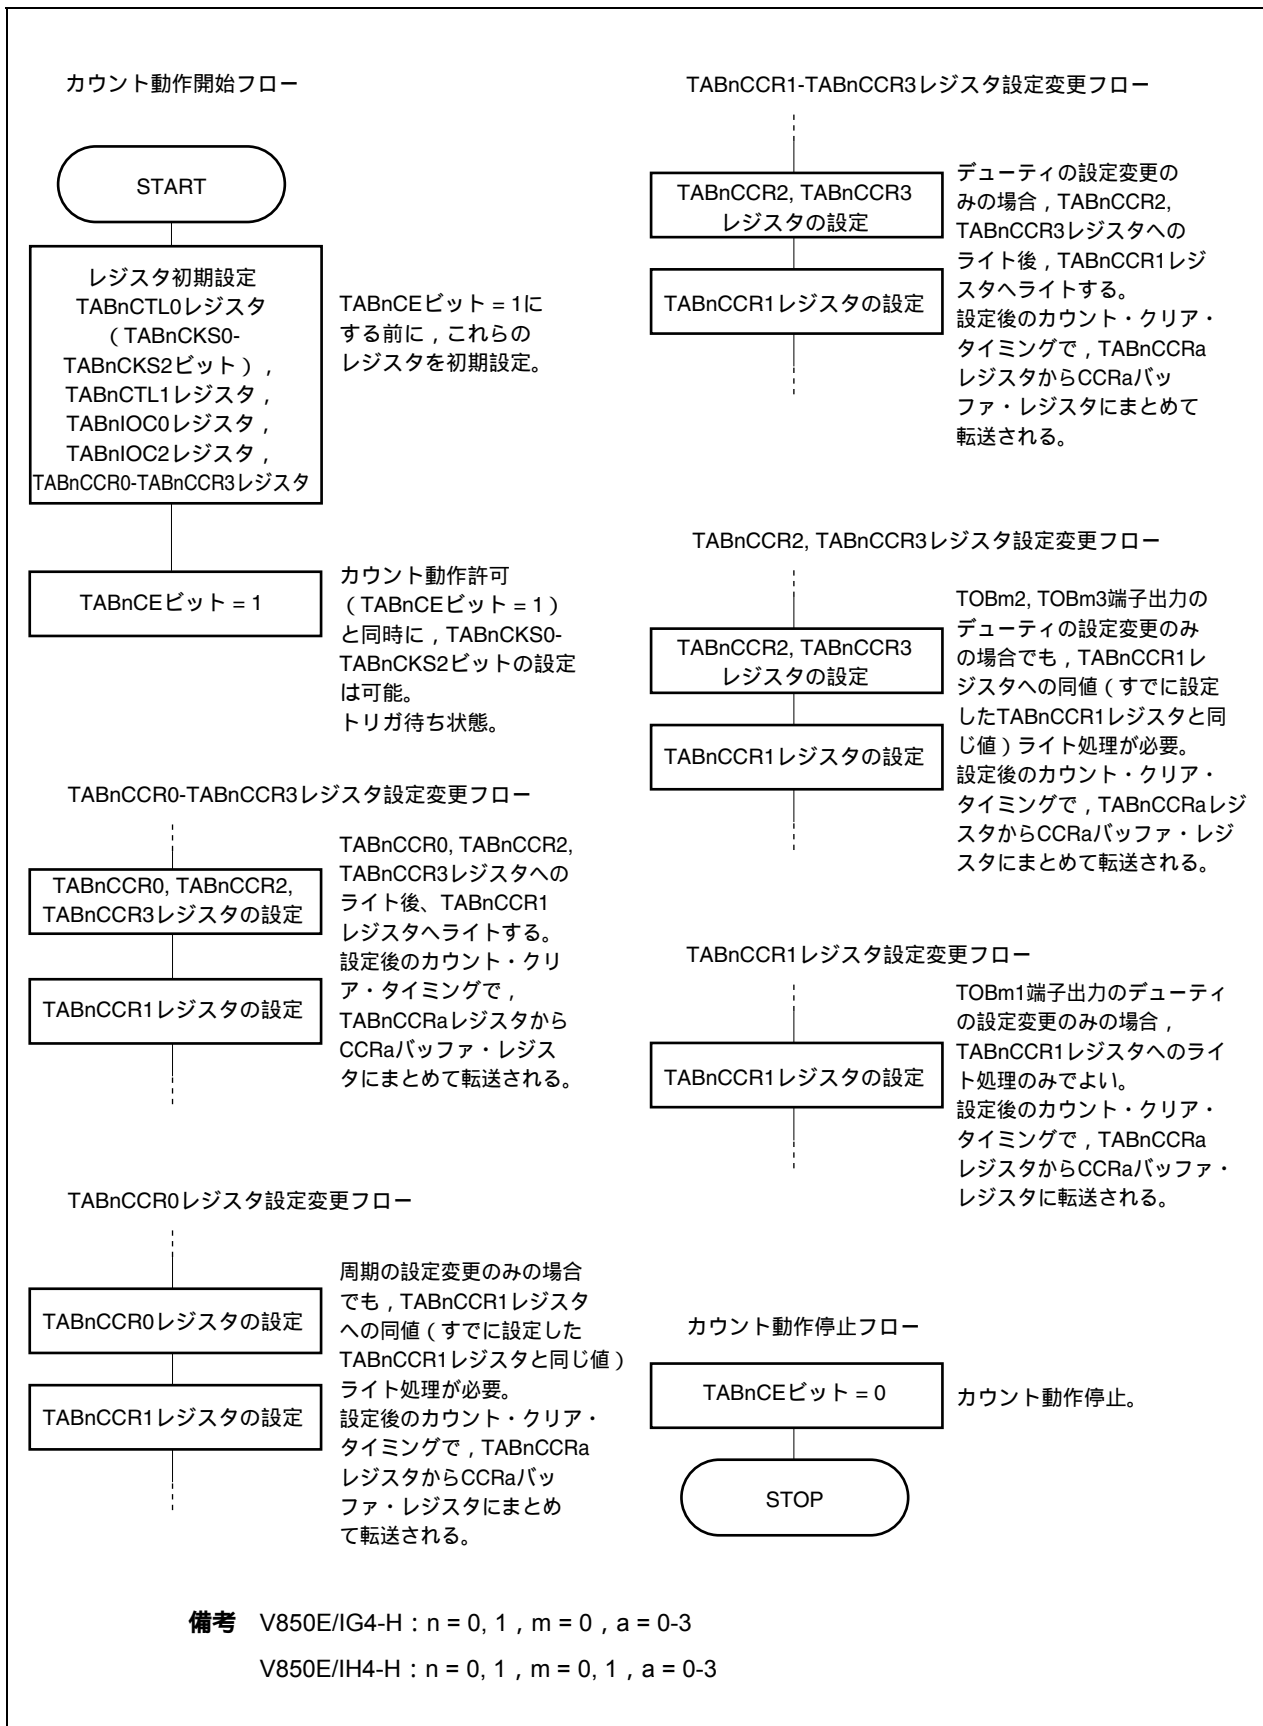 カウント動作開始フロー
START
レジスタ初期設定
TABnCTL0レジスタ
（TABnCKS0-
TABnCKS2ビット），
TABnCTL1レジスタ，
TABnIOC0レジスタ，
TABnIOC2レジスタ，
TABnCCR0-TABnCCR3レジスタ
TABnCEビット = 1に
する前に，これらの
レジスタを初期設定。
TABnCEビット = 1
カウント動作許可
（TABnCEビット = 1）
と同時に，TABnCKS0-
TABnCKS2ビットの設定
は可能。
トリガ待ち状態。
TABnCCR0-TABnCCR3レジスタ設定変更フロー
TABnCCR0, TABnCCR2,
TABnCCR3レジスタの設定
TABnCCR1レジスタの設定
TABnCCR0, TABnCCR2,
TABnCCR3レジスタへの
ライト後、TABnCCR1
レジスタへライトする。
設定後のカウント・クリ
ア・タイミングで，
TABnCCRaレジスタから
CCRaバッファ・レジス
タにまとめて転送される。
TABnCCR0レジスタ設定変更フロー
TABnCCR0レジスタの設定
TABnCCR1レジスタの設定
周期の設定変更のみの場合
でも，TABnCCR1レジスタ
への同値（すでに設定した
TABnCCR1レジスタと同じ値）
ライト処理が必要。
設定後のカウント・クリア・
タイミングで，TABnCCRa
レジスタからCCRaバッ
ファ・レジスタにまとめ
て転送される。
TABnCCR1-TABnCCR3レジスタ設定変更フロー
TABnCCR2, TABnCCR3
レジスタの設定
TABnCCR1レジスタの設定
デューティの設定変更の
みの場合，TABnCCR2,
TABnCCR3レジスタへの
ライト後，TABnCCR1レジ
スタへライトする。
設定後のカウント・クリア・
タイミングで，TABnCCRa
レジスタからCCRaバッ
ファ・レジスタにまとめて
転送される。
TABnCCR2, TABnCCR3レジスタ設定変更フロー
TABnCCR2, TABnCCR3
レジスタの設定
TABnCCR1レジスタの設定
TOBm2, TOBm3端子出力の
デューティの設定変更のみ
の場合でも，TABnCCR1レ
ジスタへの同値（すでに設定
したTABnCCR1レジスタと同
じ値）ライト処理が必要。
設定後のカウント・クリア・
タイミングで，TABnCCRaレジ
スタからCCRaバッファ・レジ
スタにまとめて転送される。
TABnCCR1レジスタ設定変更フロー
TABnCCR1レジスタの設定
TOBm1端子出力のデューティ
の設定変更のみの場合，
TABnCCR1レジスタへのライ
ト処理のみでよい。
設定後のカウント・クリア・
タイミングで，TABnCCRa
レジスタからCCRaバッファ・
レジスタに転送される。
カウント動作停止フロー
TABnCEビット = 0
カウント動作停止。
STOP
備考 V850E/IG4-H：n = 0, 1，m = 0，a = 0-3
V850E/IH4-H：n = 0, 1，m = 0, 1，a = 0-3